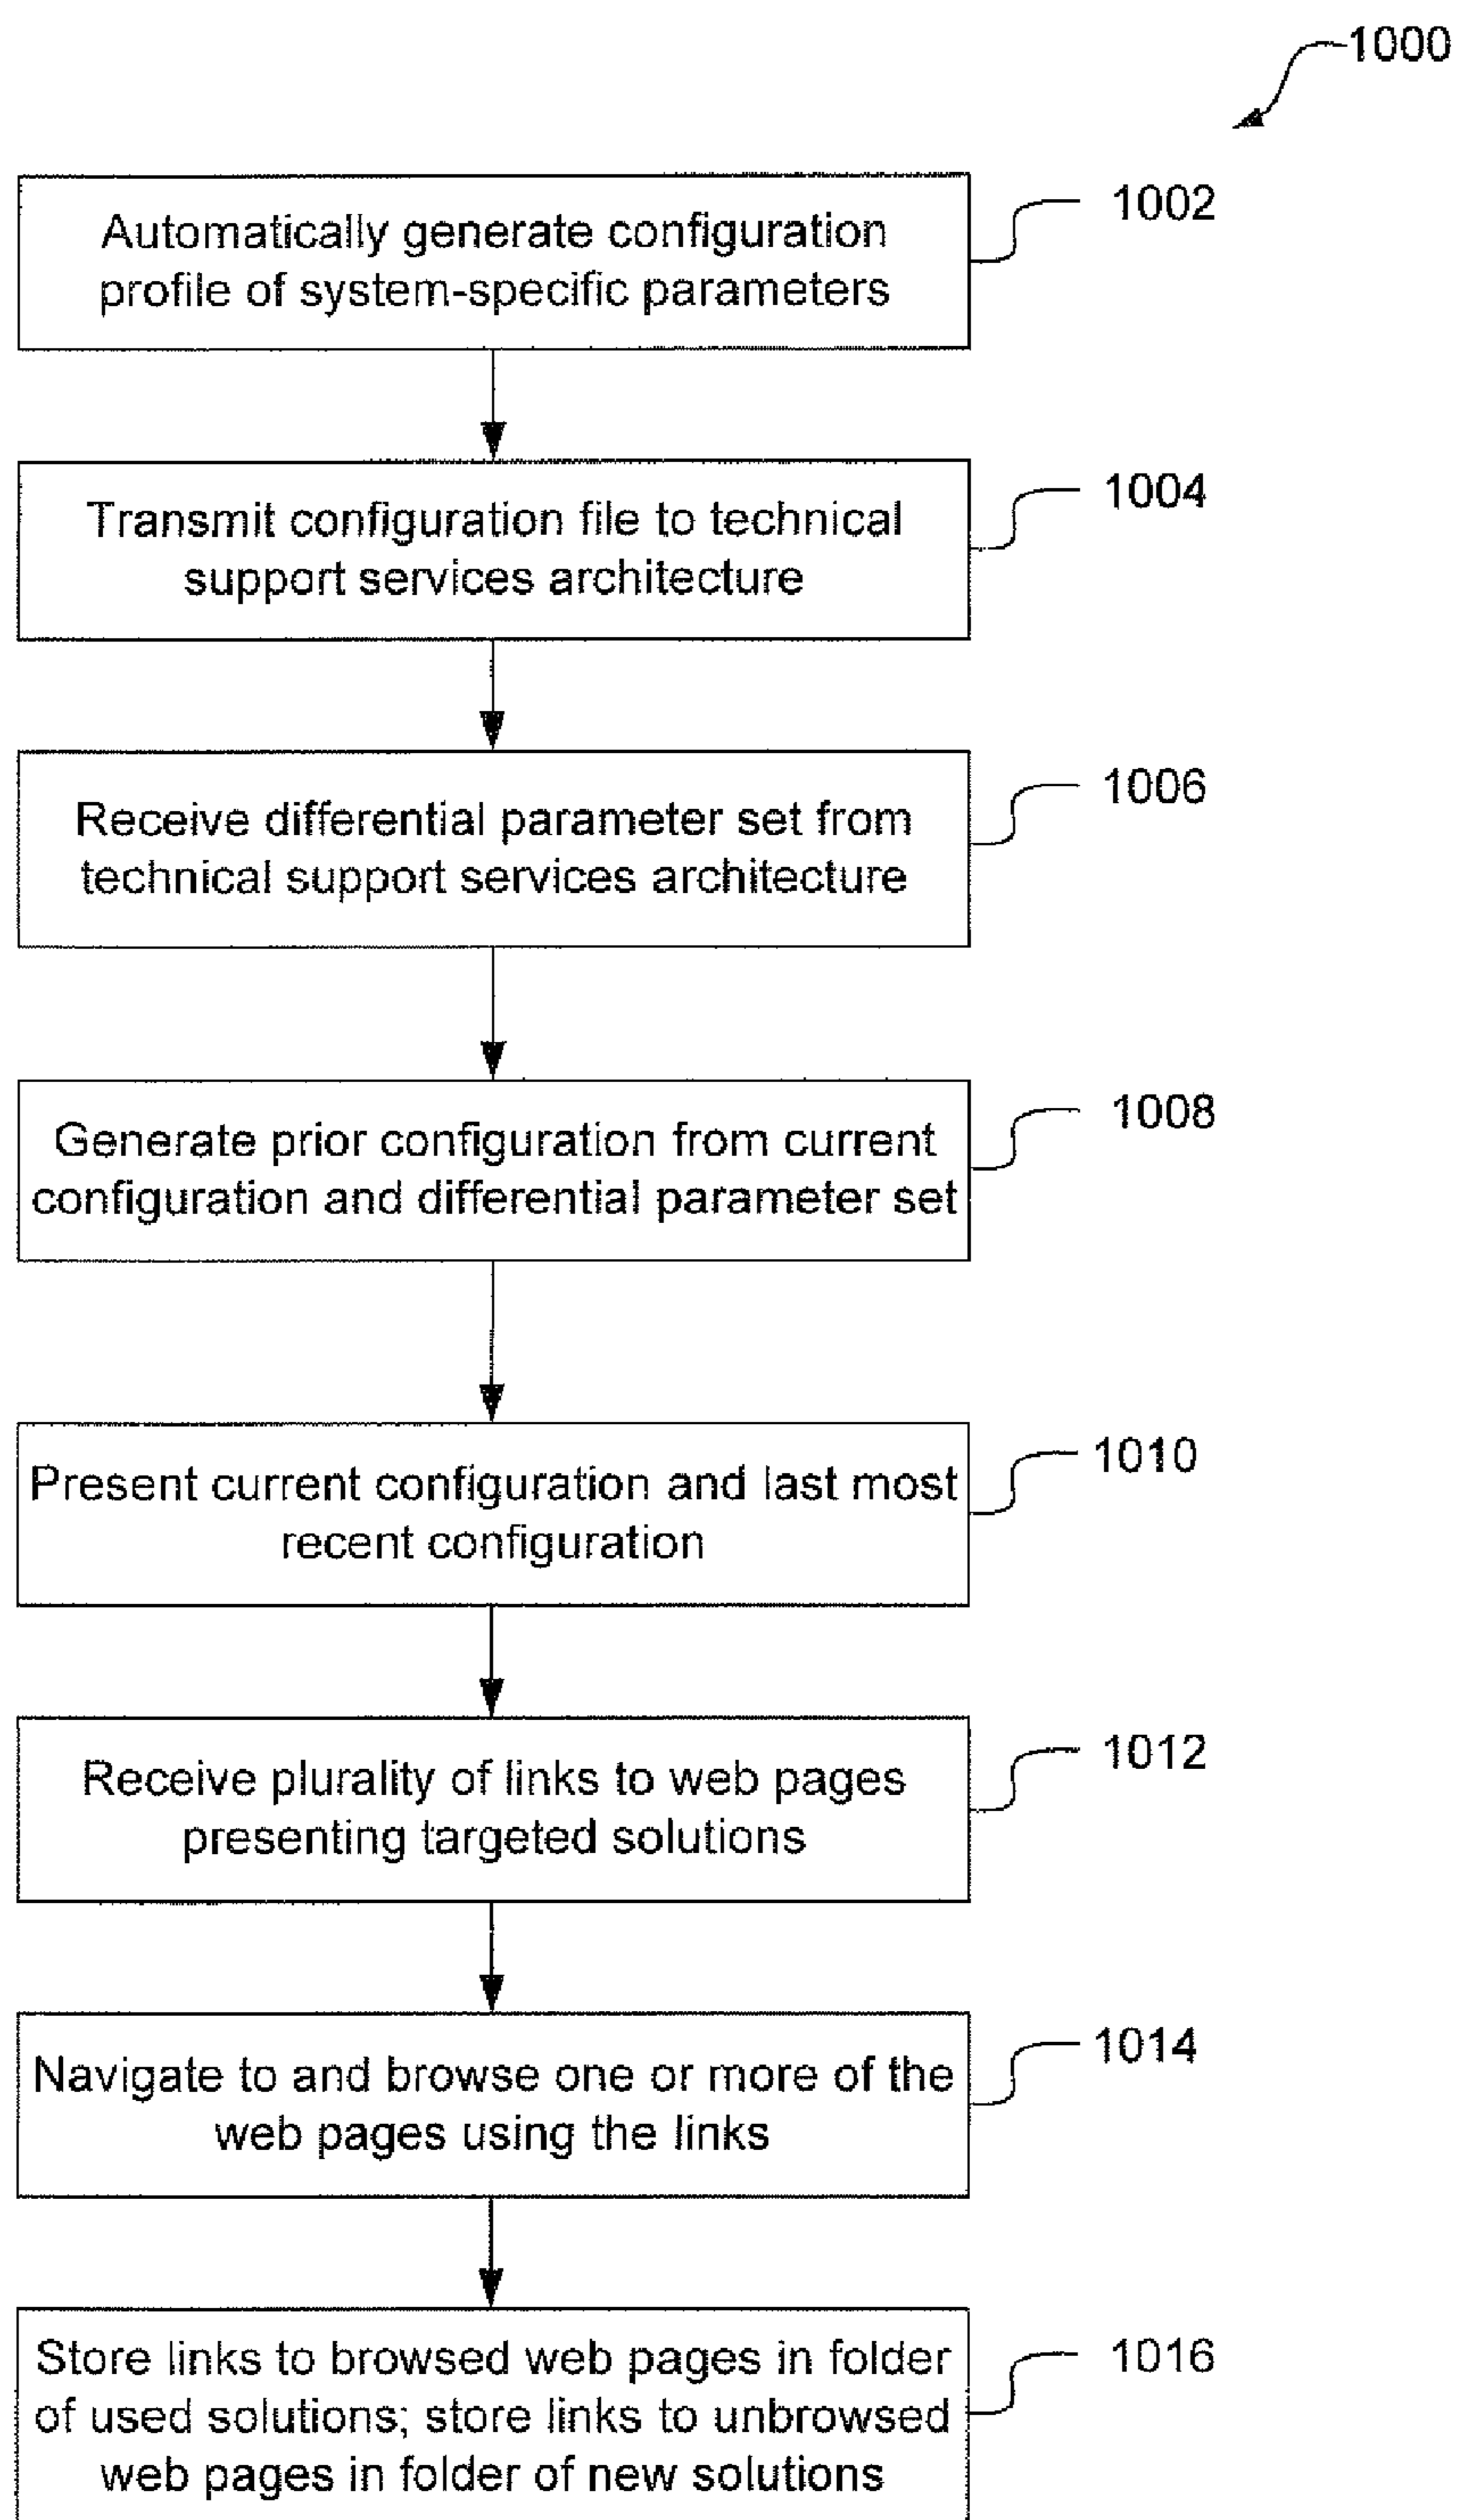 1000
Automatically generate configuration
profile of system-specific parameters
1002
Transmit configuration file to technical
support services architecture
1004
Receive differential parameter set from
technical support services architecture
1006
Generate prior configuration from current
configuration and differential parameter set
1008
Present current configuration and last most
recent configuration
1010
Receive plurality of links to web pages
presenting targeted solutions
1012
Navigate to and browse one or more of the
web pages using the links
1014
Store links to browsed web pages in folder
of used solutions; store links to unbrowsed
web pages in folder of new solutions
1016